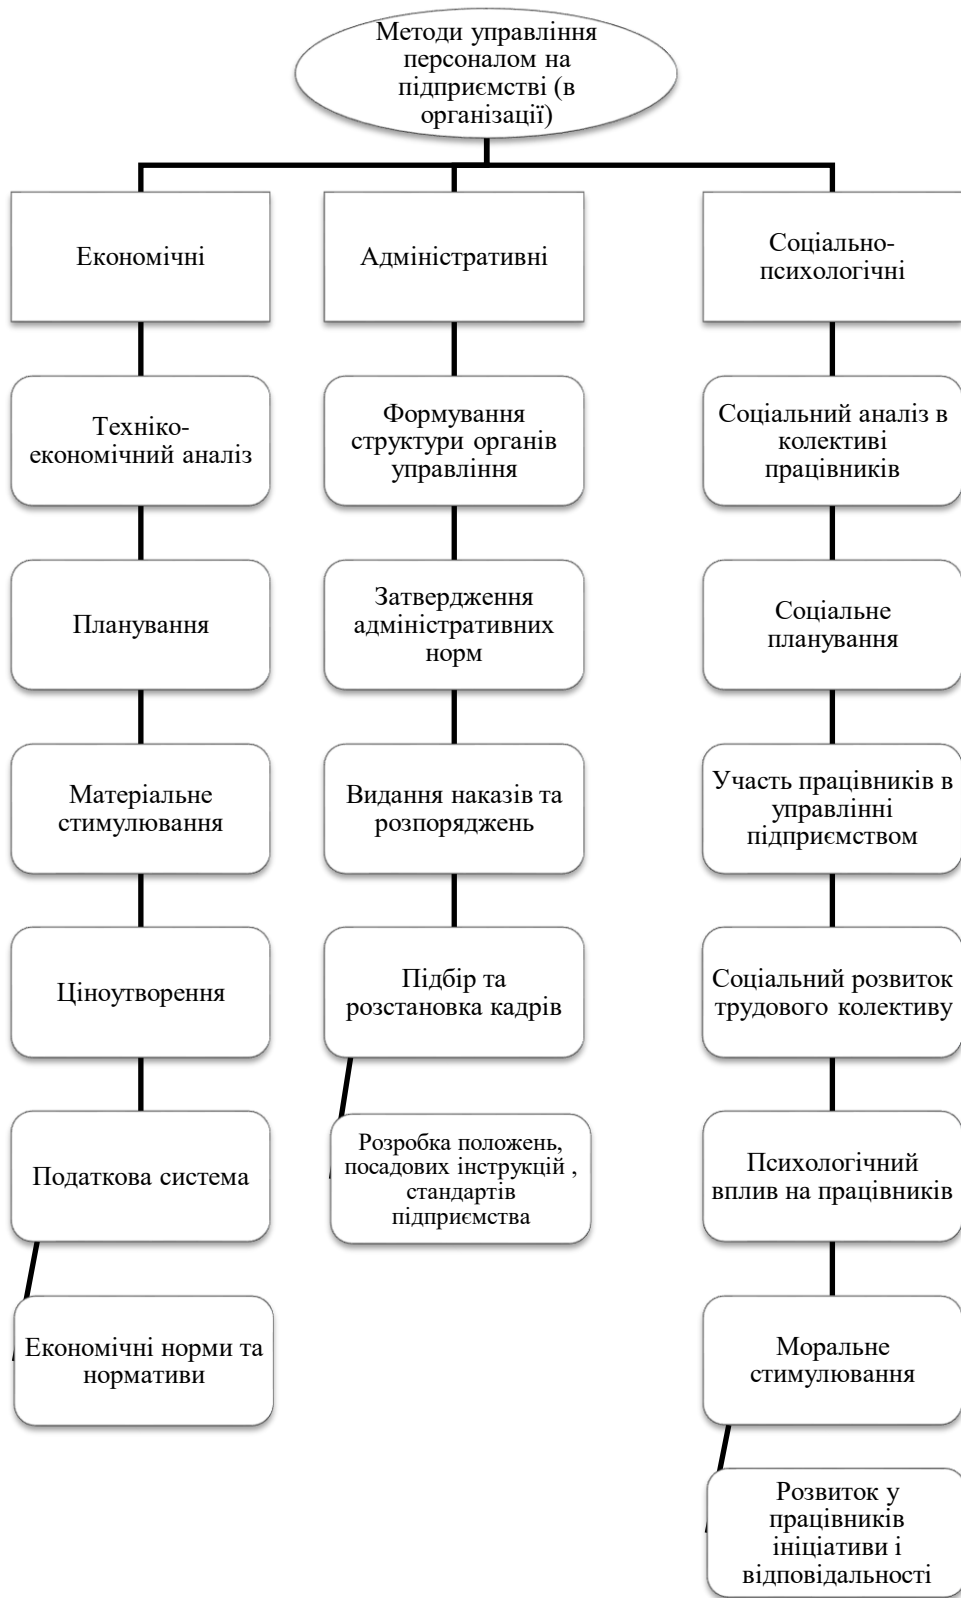 Методи управління
персоналом на
підприємстві (в
організації)
Економічні
Адміністративні
Соціально-
психологічні
Техніко-
економічний аналіз
Формування
структури органів
управління
Соціальний аналіз в
колективі
працівників
Планування
Затвердження
адміністративних
норм
Соціальне
планування
Матеріальне
стимулювання
Видання наказів та
розпоряджень
Участь працівників в
управлінні
підприємством
Ціноутворення
Підбір та
розстановка кадрів
Соціальний розвиток
трудового колективу
Податкова система
Розробка положень,
посадових інструкцій ,
стандартів
підприємства
Психологічний
вплив на працівників
Економічні норми та
нормативи
Моральне
стимулювання
Розвиток у
працівників
ініціативи і
відповідальності